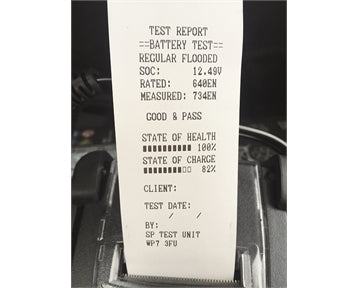 TEST REPORT
==BATTERY TEST==
REGULAR FLOODED
SOC: 12.49V
RATED: 640EN
MEASURED: 734EN
GOOD & PASS
STATE OF HEALTH
▮▮▮▮▮▮▮▮▮▮ 100%
STATE OF CHARGE
▮▮▮▮▮▮▮▮▯▯ 82%
CLIENT:
TEST DATE:
/ /
BY:
SP TEST UNIT
WP7 3FU